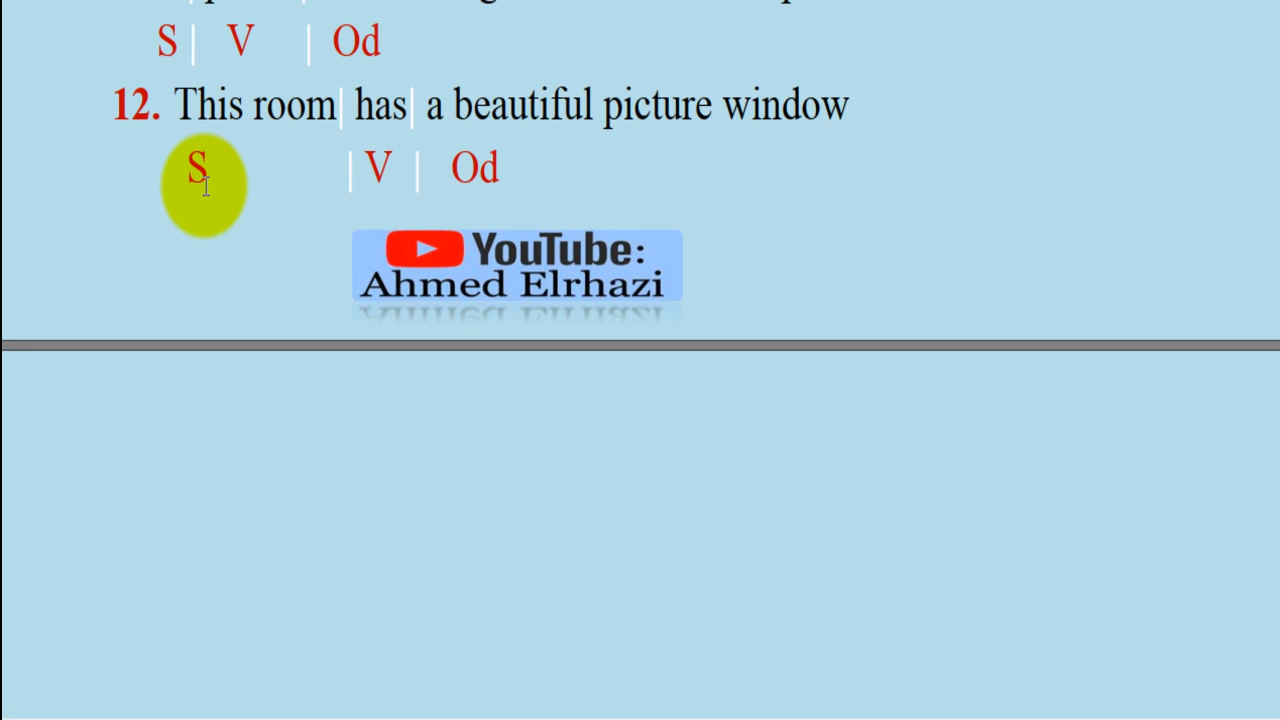 S | V | Od
12. This room| has| a beautiful picture window
S | V | Od
YouTube:
Ahmed Elrhazi